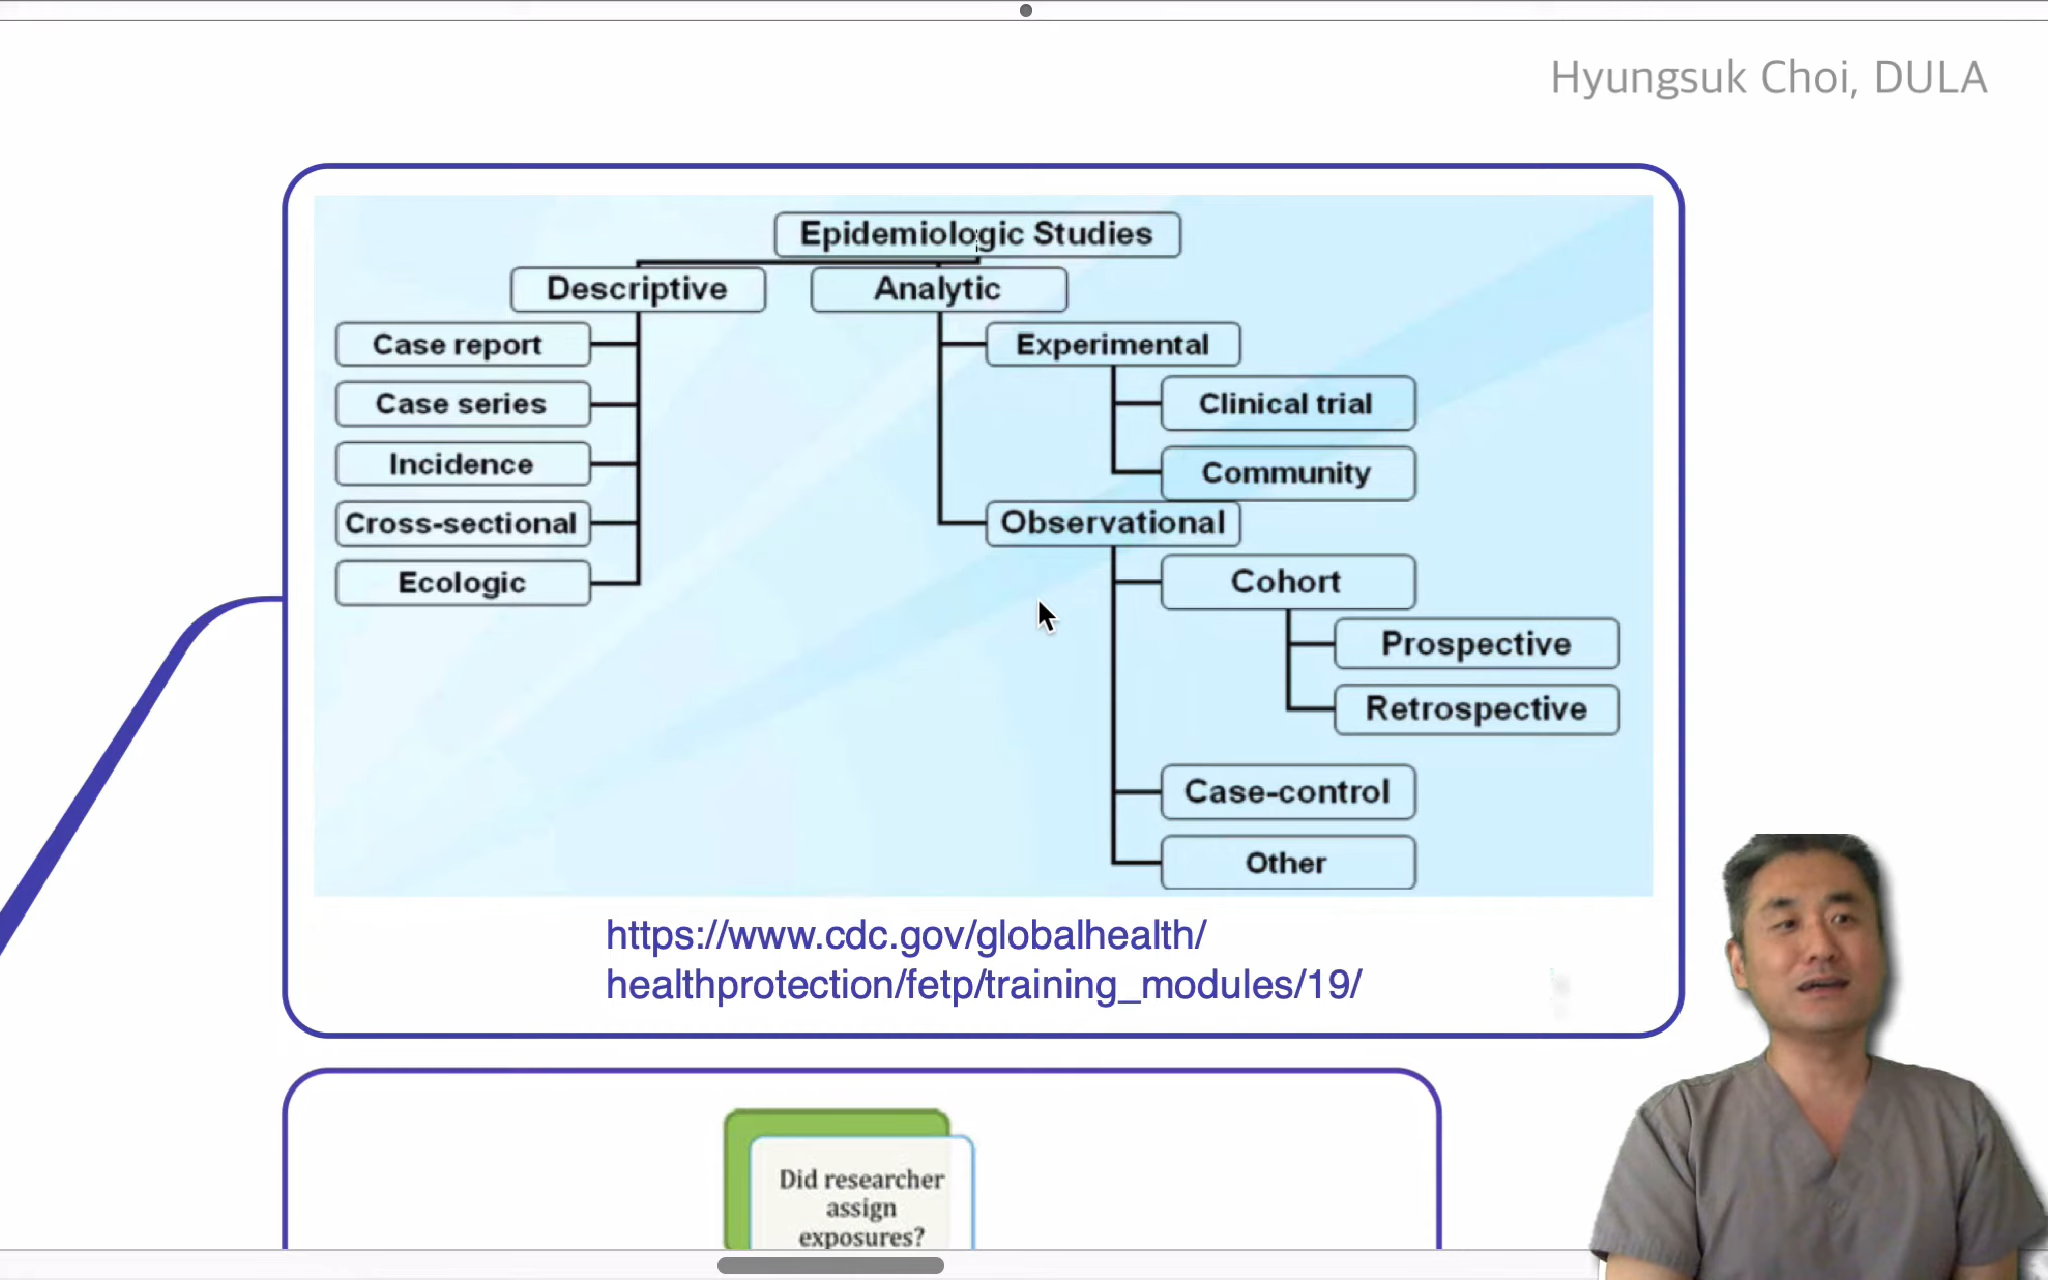 Hyungsuk Choi, DULA
Epidemiologic Studies
Descriptive
Analytic
Case report
Case series
Incidence
Cross-sectional
Ecologic
Experimental
Clinical trial
Community
Observational
Cohort
Prospective
Retrospective
Case-control
Other
https://www.cdc.gov/globalhealth/
healthprotection/fetp/training_modules/19/
Did researcher
assign
exposures?